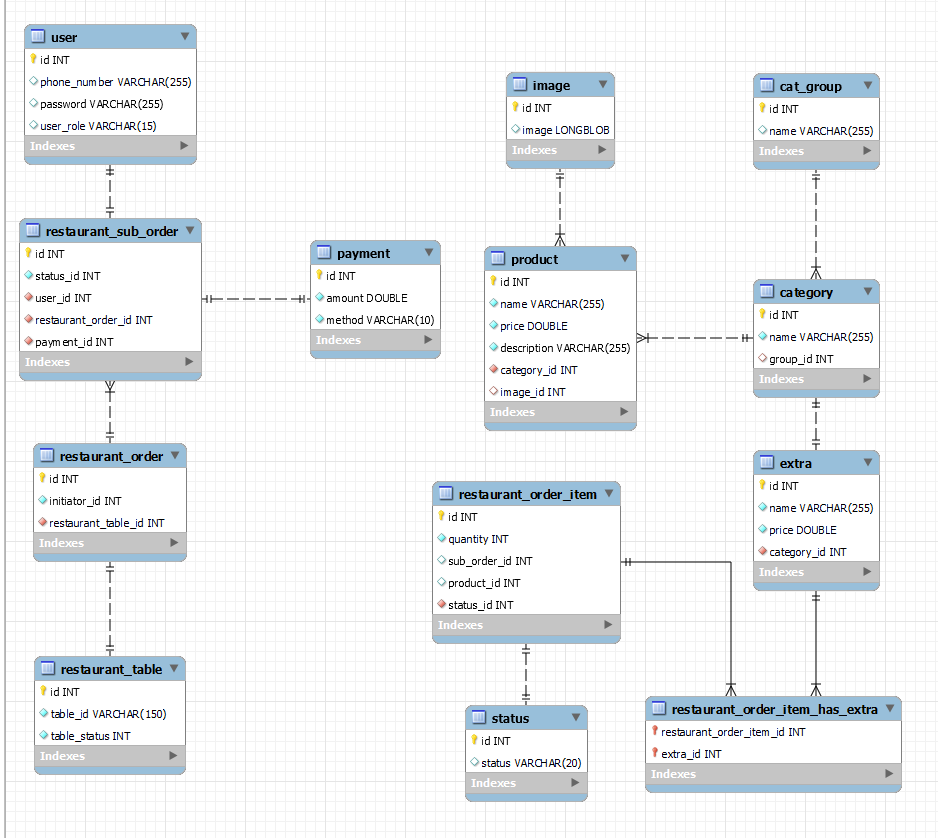 user
id INT
phone_number VARCHAR(255)
password VARCHAR(255)
user_role VARCHAR(15)
Indexes
restaurant_sub_order
id INT
status_id INT
user_id INT
restaurant_order_id INT
payment_id INT
Indexes
restaurant_order
id INT
initiator_id INT
restaurant_table_id INT
Indexes
restaurant_table
id INT
table_id VARCHAR(150)
table_status INT
Indexes
payment
id INT
amount DOUBLE
method VARCHAR(10)
Indexes
image
id INT
image LONGBLOB
Indexes
product
id INT
name VARCHAR(255)
price DOUBLE
description VARCHAR(255)
category_id INT
image_id INT
Indexes
restaurant_order_item
id INT
quantity INT
sub_order_id INT
product_id INT
status_id INT
Indexes
status
id INT
status VARCHAR(20)
Indexes
cat_group
id INT
name VARCHAR(255)
Indexes
category
id INT
name VARCHAR(255)
group_id INT
Indexes
extra
id INT
name VARCHAR(255)
price DOUBLE
category_id INT
Indexes
restaurant_order_item_has_extra
restaurant_order_item_id INT
extra_id INT
Indexes